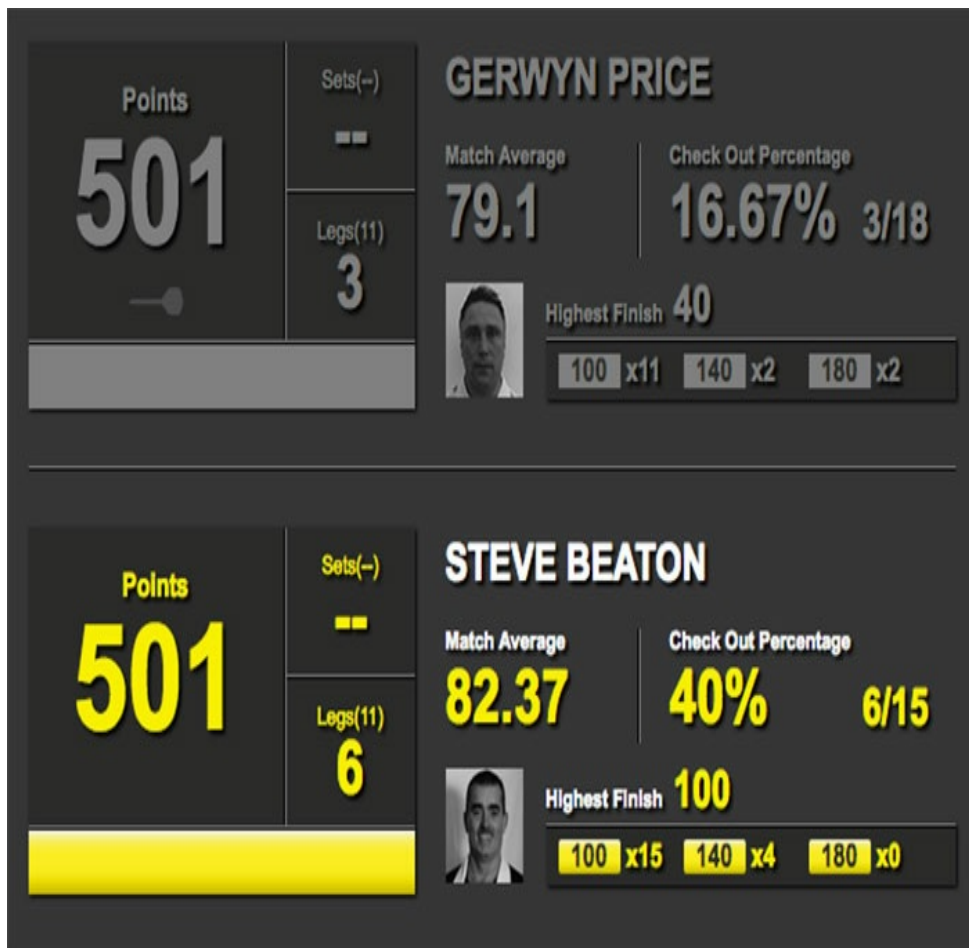 GERWYN PRICE
Points
501
Sets(--)
--
Legs(11)
3
Match Average
79.1
Check Out Percentage
16.67% 3/18
Highest Finish 40
100 x11 140 x2 180 x2
STEVE BEATON
Points
501
Sets(--)
--
Legs(11)
6
Match Average
82.37
Check Out Percentage
40% 6/15
Highest Finish 100
100 x15 140 x4 180 x0